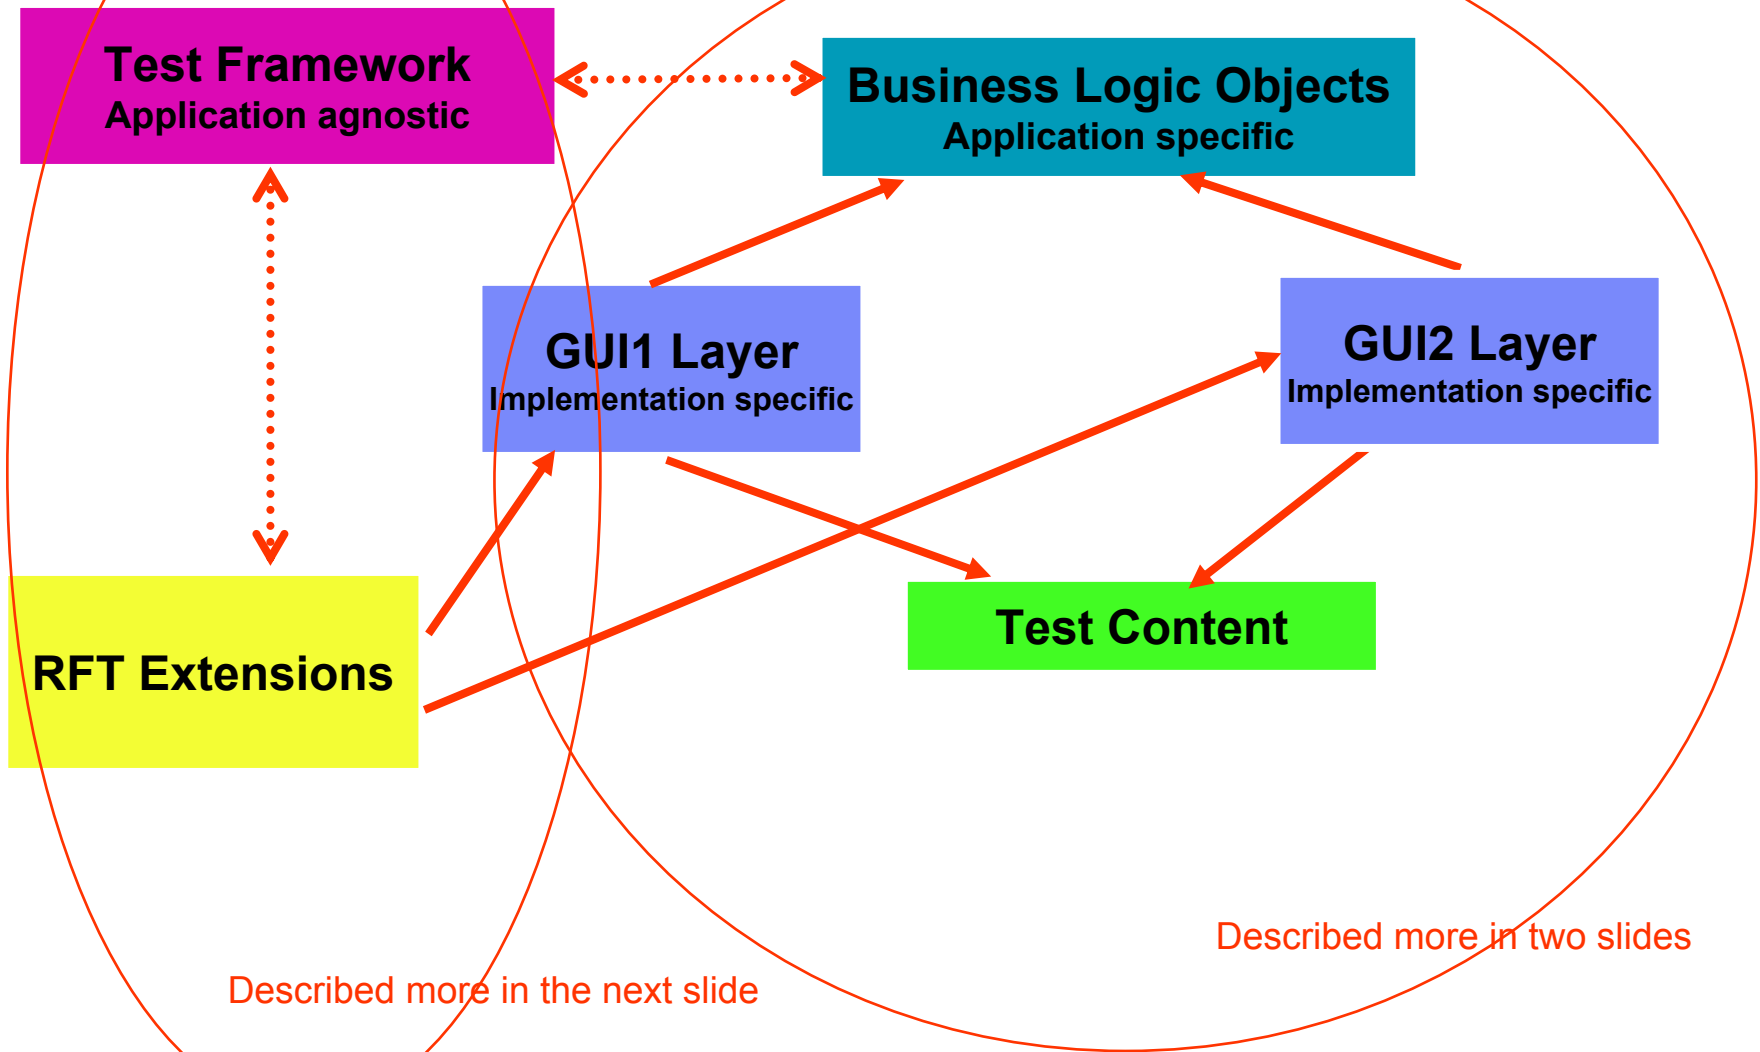 Test Framework
Application agnostic
Business Logic Objects
Application specific
GUI1 Layer
Implementation specific
GUI2 Layer
Implementation specific
RFT Extensions
Test Content
Described more in two slides
Described more in the next slide